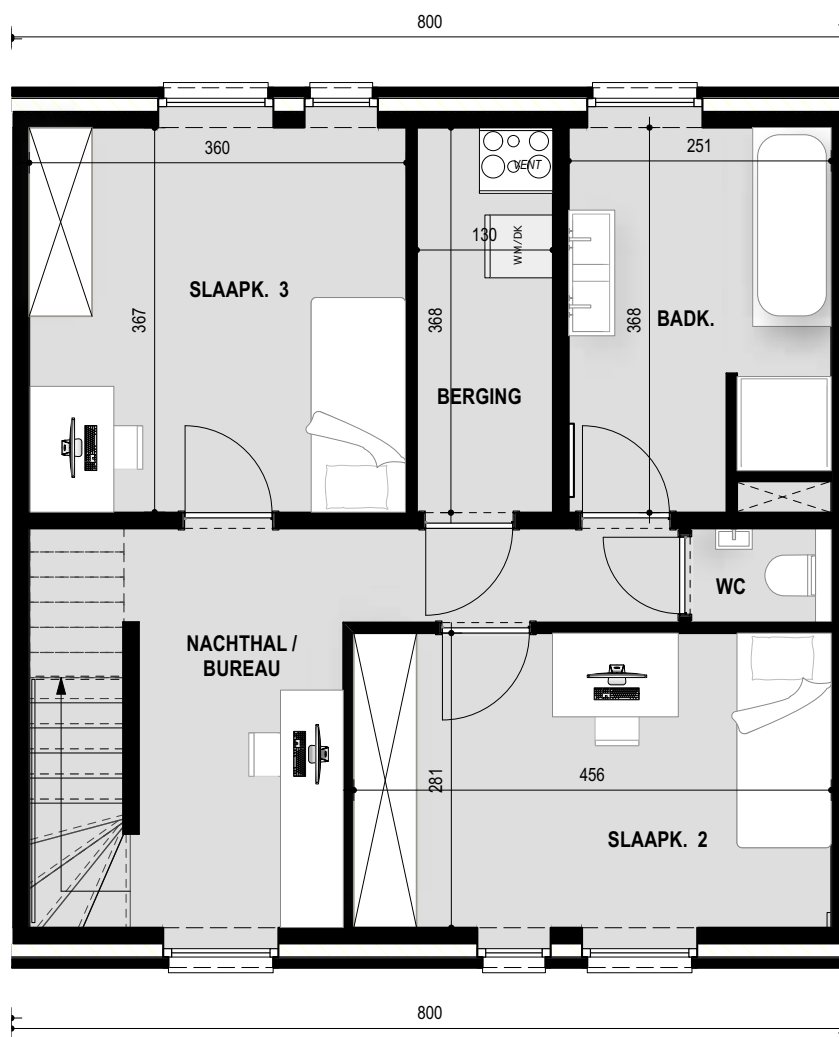 800
360
251
VENT
130
WM/DK
SLAAPK. 3
367
368
368
BADK.
BERGING
WC
NACHTHAL /
BUREAU
281
456
SLAAPK. 2
800